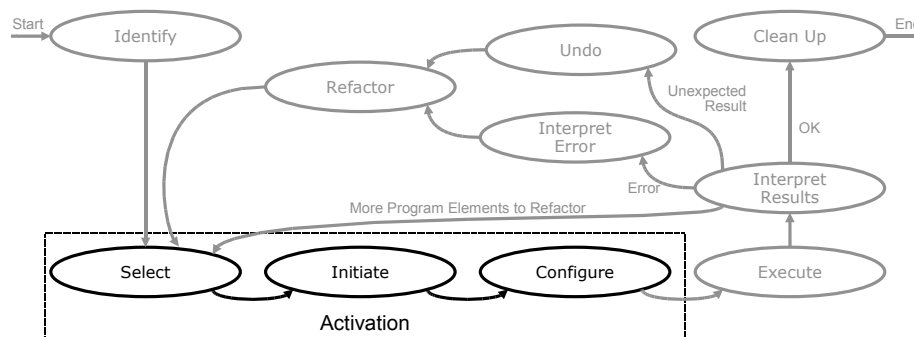 Start
Identify
Undo
Clean Up
End
Refactor
Unexpected
Result
Interpret
Error
OK
Error
Interpret
Results
More Program Elements to Refactor
Select
Initiate
Configure
Execute
Activation